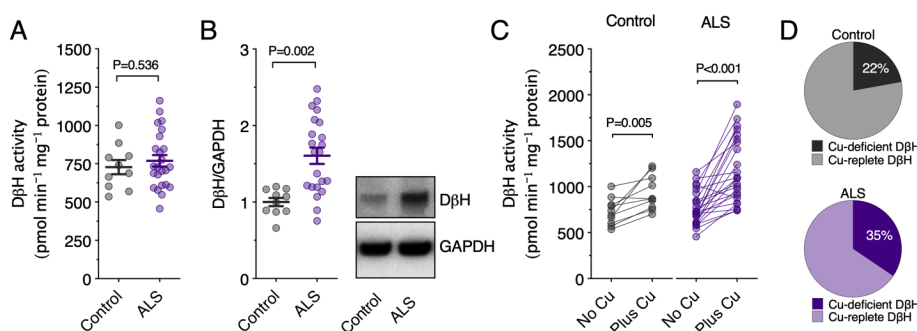 A
DβH activity
(pmol min⁻¹ mg⁻¹ protein)
1500
1250
1000
750
500
250
0
P=0.536
Control
ALS
B
DβH/GAPDH
3
2
1
0
P=0.002
Control
ALS
DβH
GAPDH
Control
ALS
C
Control
ALS
DβH activity
(pmol min⁻¹ mg⁻¹ protein)
2500
2000
1500
1000
500
0
P=0.005
P<0.001
No Cu
Plus Cu
No Cu
Plus Cu
D
Control
22%
Cu-deficient DβH
Cu-replete DβH
ALS
35%
Cu-deficient DβH
Cu-replete DβH